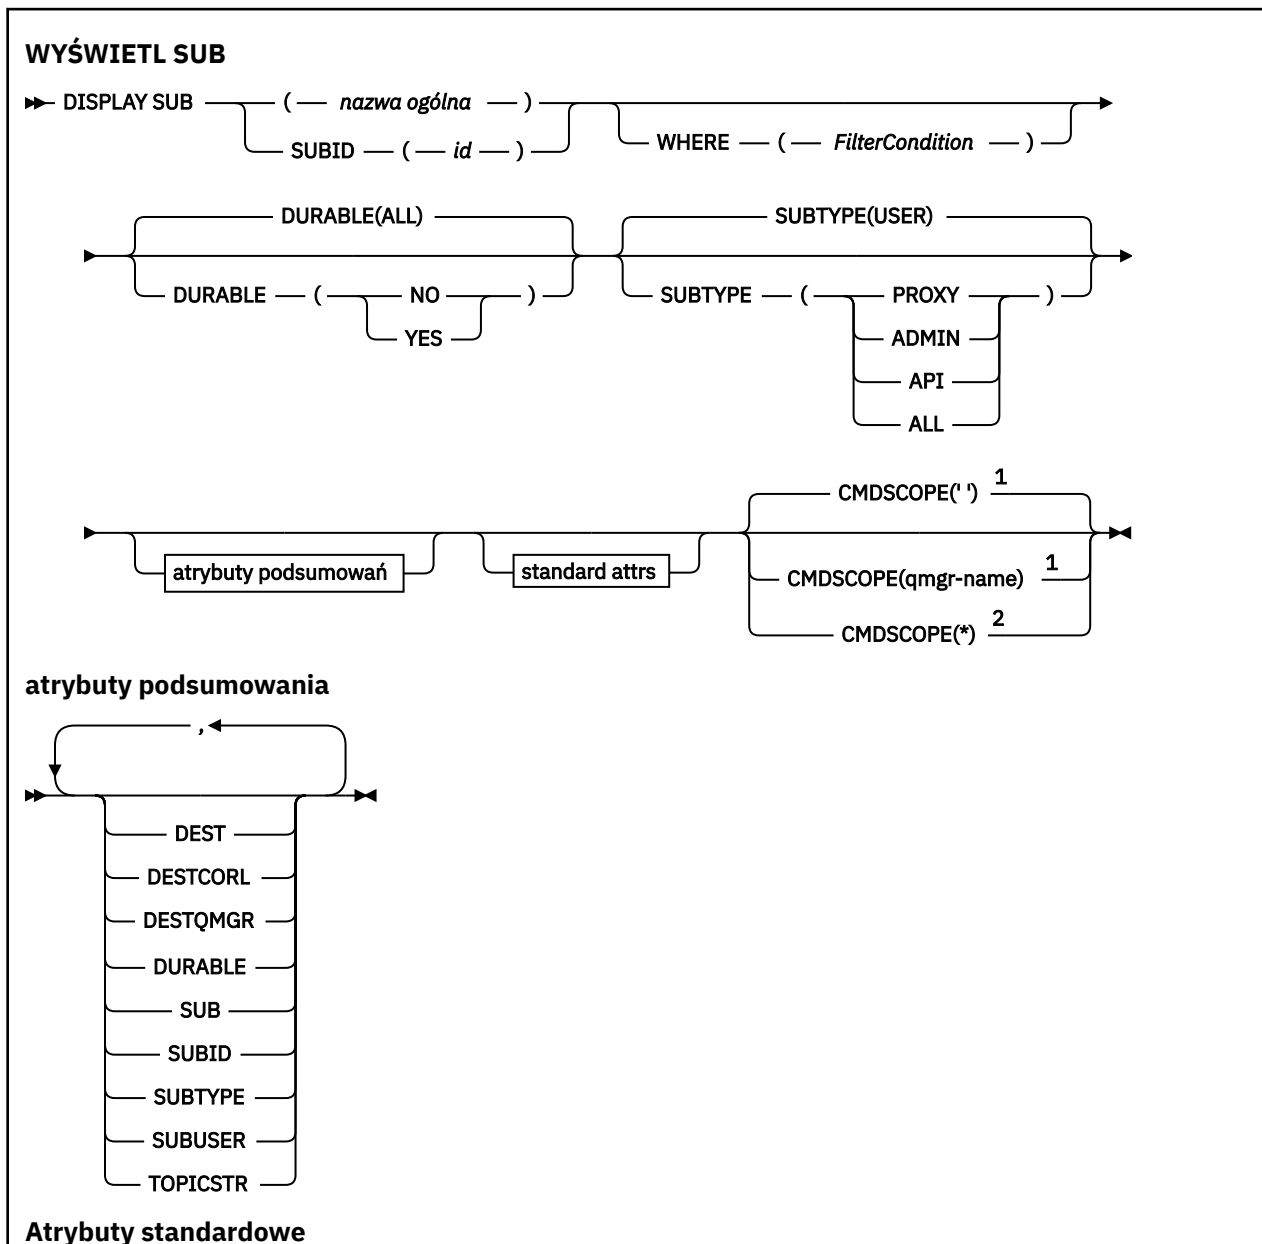 WYŚWIETL SUB
DISPLAY SUB ( nazwa ogólna )
SUBID ( id ) WHERE ( FilterCondition )
DURABLE(ALL) SUBTYPE(USER)
DURABLE ( NO ) SUBTYPE ( PROXY )
YES ADMIN
API
ALL
CMDSCOPE(' ') 1
atrybuty podsumowań standard attrs CMDSCOPE(qmgr-name) 1
CMDSCOPE(*) 2
atrybuty podsumowania
,
DEST
DESTCORL
DESTQMGR
DURABLE
SUB
SUBID
SUBTYPE
SUBUSER
TOPICSTR
Atrybuty standardowe